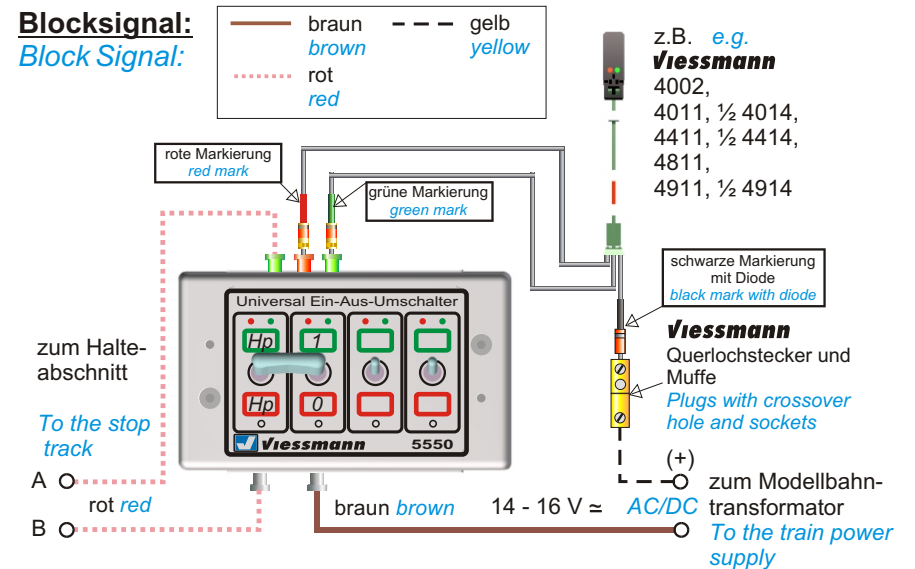 Blocksignal:
Block Signal:
braun
brown
gelb
yellow
rot
red
z.B. e.g.
Viessmann
4002,
4011, ½ 4014,
4411, ½ 4414,
4811,
4911, ½ 4914
rote Markierung
red mark
grüne Markierung
green mark
schwarze Markierung
mit Diode
black mark with diode
Viessmann
Querlochstecker und
Muffe
Plugs with crossover
hole and sockets
Universal Ein-Aus-Umschalter
Hp 1
Hp 0
Viessmann 5550
zum Halte-
abschnitt
To the stop
track
A
rot red
B
braun brown
14 - 16 V ≃ AC/DC
(+)
zum Modellbahn-
transformator
To the train power
supply